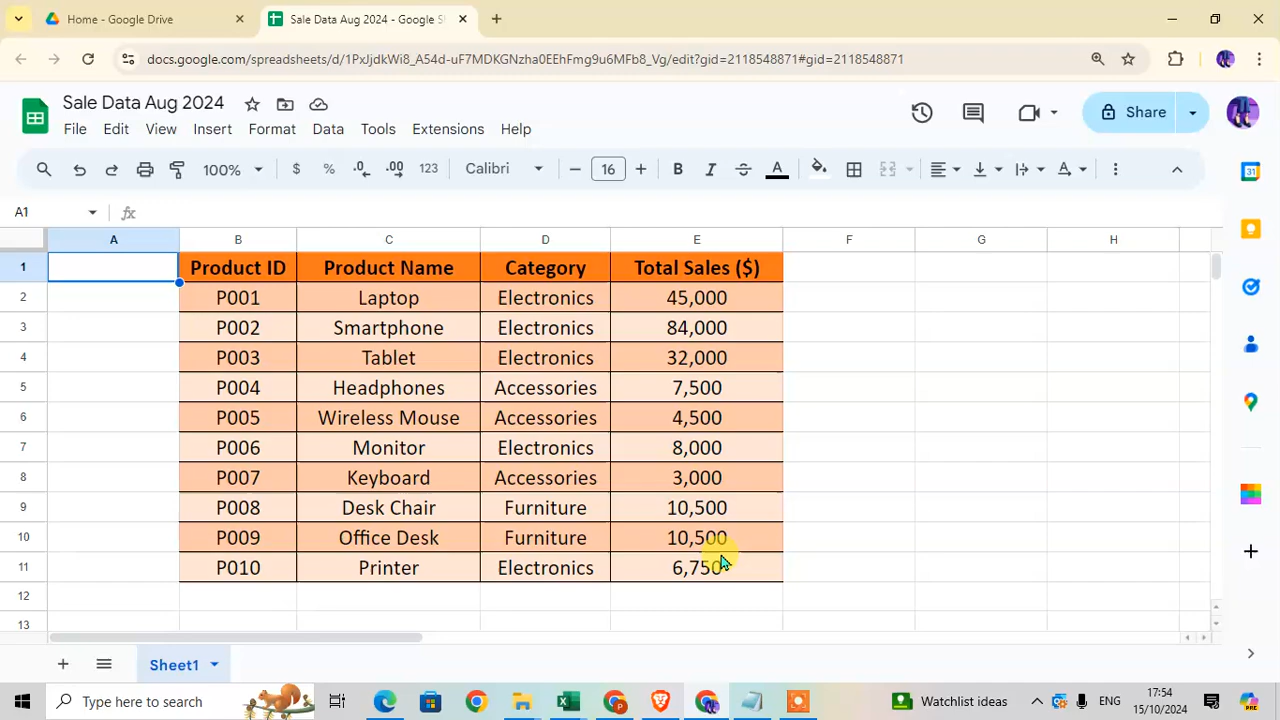 Home - Google Drive
Sale Data Aug 2024 - Google S
docs.google.com/spreadsheets/d/1PxJjdkWi8_A54d-uF7MDKGNzha0EEhFmg9u6MFb8_Vg/edit?gid=2118548871#gid=2118548871
Sale Data Aug 2024
File Edit View Insert Format Data Tools Extensions Help
Share
100% $ % .0 .00 123 Calibri 16 B I A
A1 fx
A B C D E F G H
1 Product ID Product Name Category Total Sales ($)
2 P001 Laptop Electronics 45,000
3 P002 Smartphone Electronics 84,000
4 P003 Tablet Electronics 32,000
5 P004 Headphones Accessories 7,500
6 P005 Wireless Mouse Accessories 4,500
7 P006 Monitor Electronics 8,000
8 P007 Keyboard Accessories 3,000
9 P008 Desk Chair Furniture 10,500
10 P009 Office Desk Furniture 10,500
11 P010 Printer Electronics 6,750
12
13
Sheet1
Type here to search
Watchlist ideas
ENG
17:54
15/10/2024